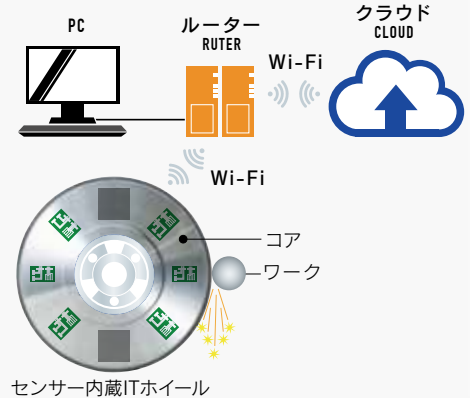 PC
ルーター
RUTER
クラウド
CLOUD
Wi-Fi
Wi-Fi
コア
ワーク
センサー内蔵ITホイール